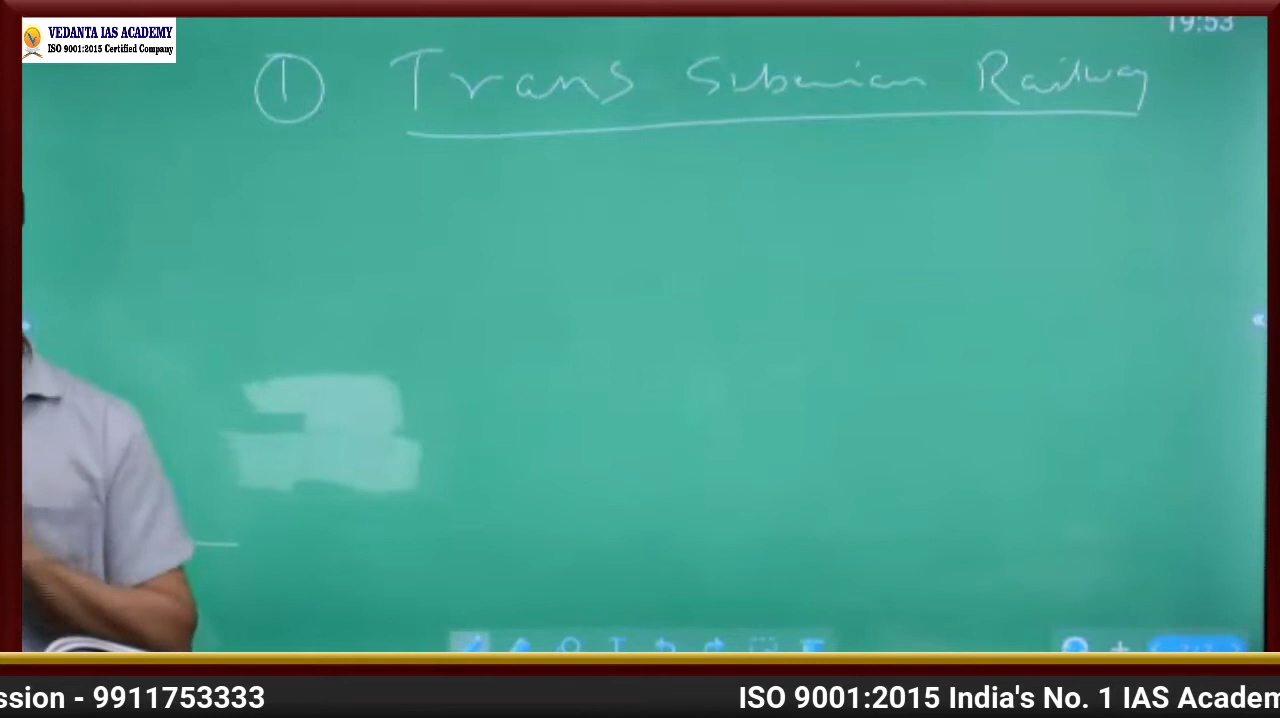 VEDANTA IAS ACADEMY
ISO 9001:2015 Certified Company
19:53
1 Trans Siberian Railway
ssion - 9911753333
ISO 9001:2015 India's No. 1 IAS Academ